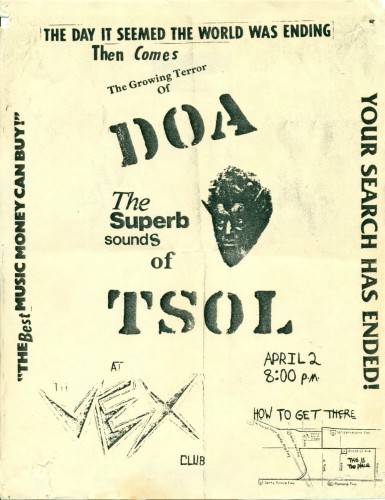 THE DAY IT SEEMED THE WORLD WAS ENDING
Then Comes
The Growing Terror
Of
DOA
The
Superb
soundS
of
TSOL
"THE Best MUSIC MONEY CAN BUY!"
YOUR SEARCH HAS ENDED!
APRIL 2
8:00 P.M.
AT
THE
VEX
CLUB
HOW TO GET THERE
THIS IS
THE PLACE